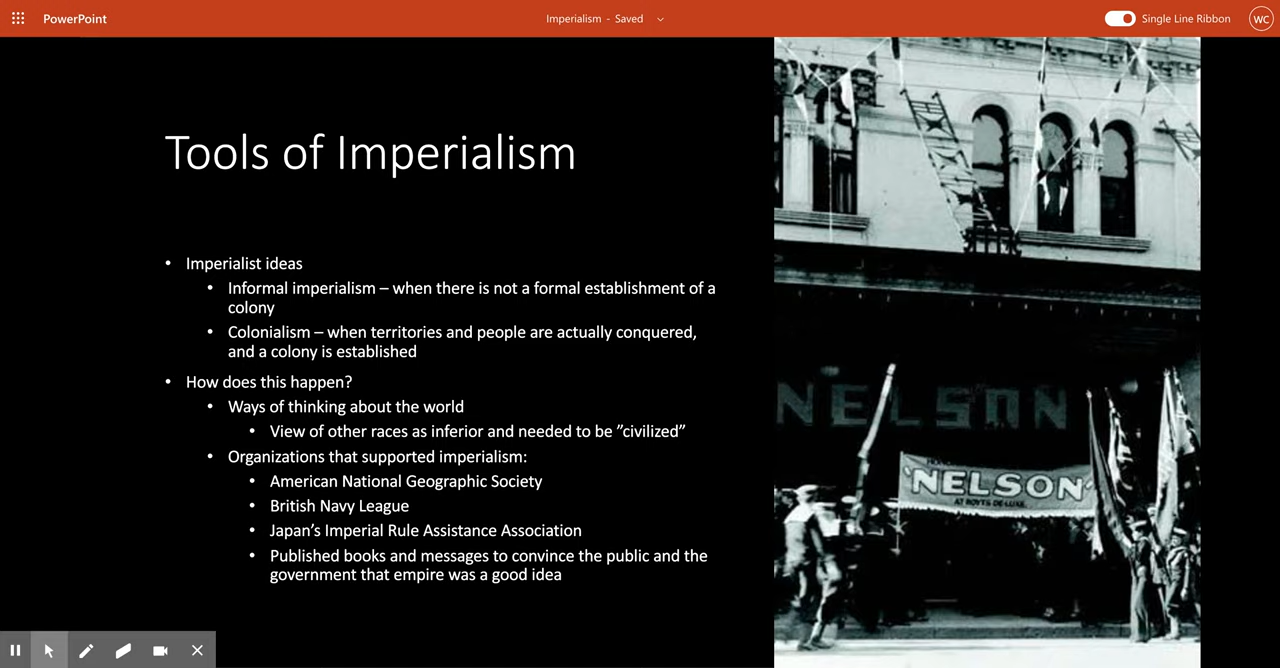 PowerPoint
Imperialism - Saved
Single Line Ribbon
WC
Tools of Imperialism
• Imperialist ideas
• Informal imperialism – when there is not a formal establishment of a
colony
• Colonialism – when territories and people are actually conquered,
and a colony is established
• How does this happen?
• Ways of thinking about the world
• View of other races as inferior and needed to be ”civilized”
• Organizations that supported imperialism:
• American National Geographic Society
• British Navy League
• Japan’s Imperial Rule Assistance Association
• Published books and messages to convince the public and the
government that empire was a good idea
NELSON
'NELSON'
AT HOYTS DE-LUXE